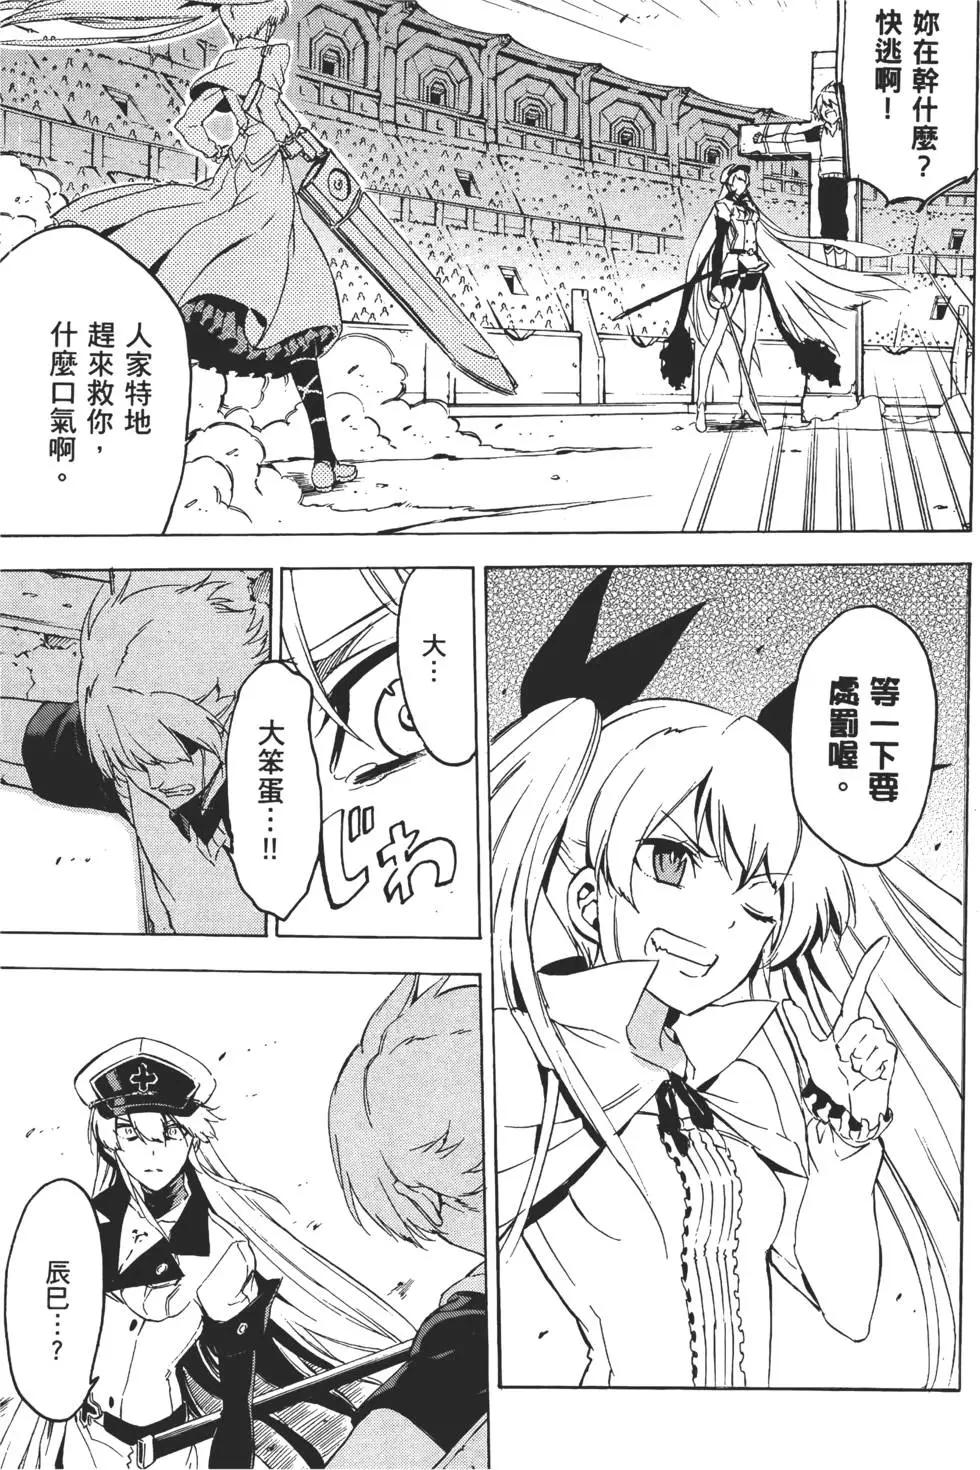 妳在幹什麼？
快逃啊！
人家特地
趕來救你，
什麼口氣啊。
等一下要
處罰喔。
大…
じわ
大笨蛋…!!
辰巳…？